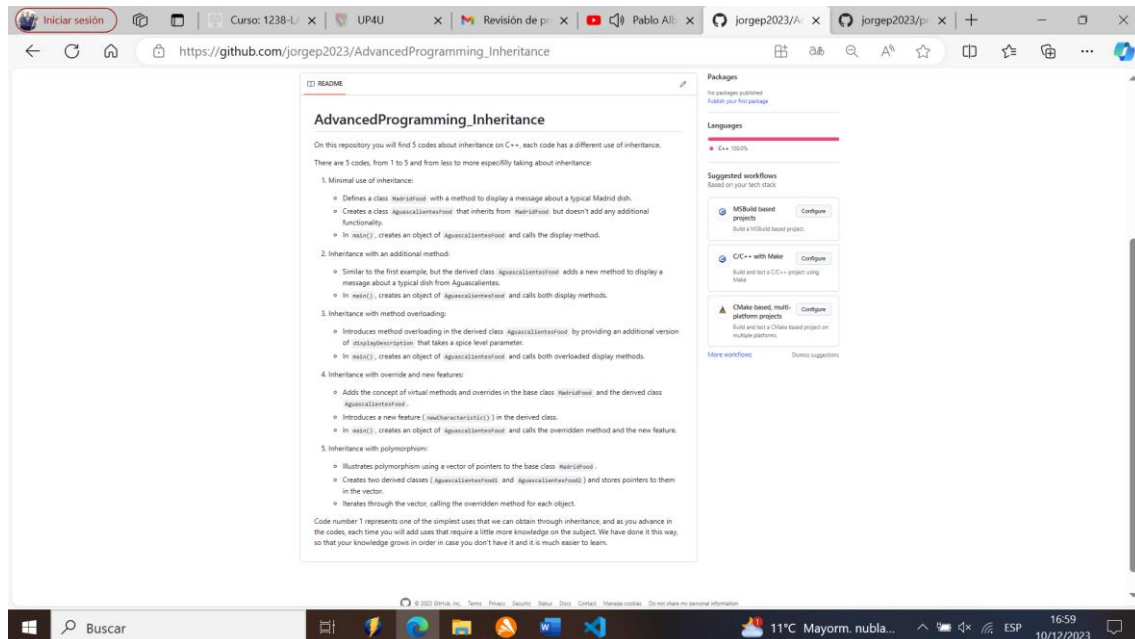 Iniciar sesión
Curso: 1238-L/
UP4U
Revisión de pr
Pablo Alb
jorgep2023/A
jorgep2023/pr
https://github.com/jorgep2023/AdvancedProgramming_Inheritance
README
AdvancedProgramming_Inheritance
On this repository you will find 5 codes about inheritance on C++, each code has a different use of inheritance.
There are 5 codes, from 1 to 5 and from less to more especifilly taking about inheritance:
1. Minimal use of inheritance:
Defines a class MadridFood with a method to display a message about a typical Madrid dish.
Creates a class AguascalientesFood that inherits from MadridFood but doesn't add any additional
functionality.
In main(), creates an object of AguascalientesFood and calls the display method.
2. Inheritance with an additional method:
Similar to the first example, but the derived class AguascalientesFood adds a new method to display a
message about a typical dish from Aguascalientes.
In main(), creates an object of AguascalientesFood and calls both display methods.
3. Inheritance with method overloading:
Introduces method overloading in the derived class AguascalientesFood by providing an additional version
of displayDescription that takes a spice level parameter.
In main(), creates an object of AguascalientesFood and calls both overloaded display methods.
4. Inheritance with override and new features:
Adds the concept of virtual methods and overrides in the base class MadridFood and the derived class
AguascalientesFood.
Introduces a new feature (newCharacteristic()) in the derived class.
In main(), creates an object of AguascalientesFood and calls the overridden method and the new feature.
5. Inheritance with polymorphism:
Illustrates polymorphism using a vector of pointers to the base class MadridFood.
Creates two derived classes (AguascalientesFood1 and AguascalientesFood2) and stores pointers to them
in the vector.
Iterates through the vector, calling the overridden method for each object.
Code number 1 represents one of the simplest uses that we can obtain through inheritance, and as you advance in
the codes, each time you will add uses that require a little more knowledge on the subject. We have done it this way,
so that your knowledge grows in order in case you don't have it and it is much easier to learn.
Packages
No packages published
Publish your first package
Languages
C++ 100.0%
Suggested workflows
Based on your tech stack
MSBuild based
projects
Configure
Build a MSBuild based project.
C/C++ with Make
Configure
Build and test a C/C++ project using
Make.
CMake based, multi-
platform projects
Configure
Build and test a CMake based project on
multiple platforms.
More workflows
Dismiss suggestions
© 2023 GitHub, Inc. Terms Privacy Security Status Docs Contact Manage cookies Do not share my personal information
Buscar
11°C Mayorm. nubla...
ESP
16:59
10/12/2023